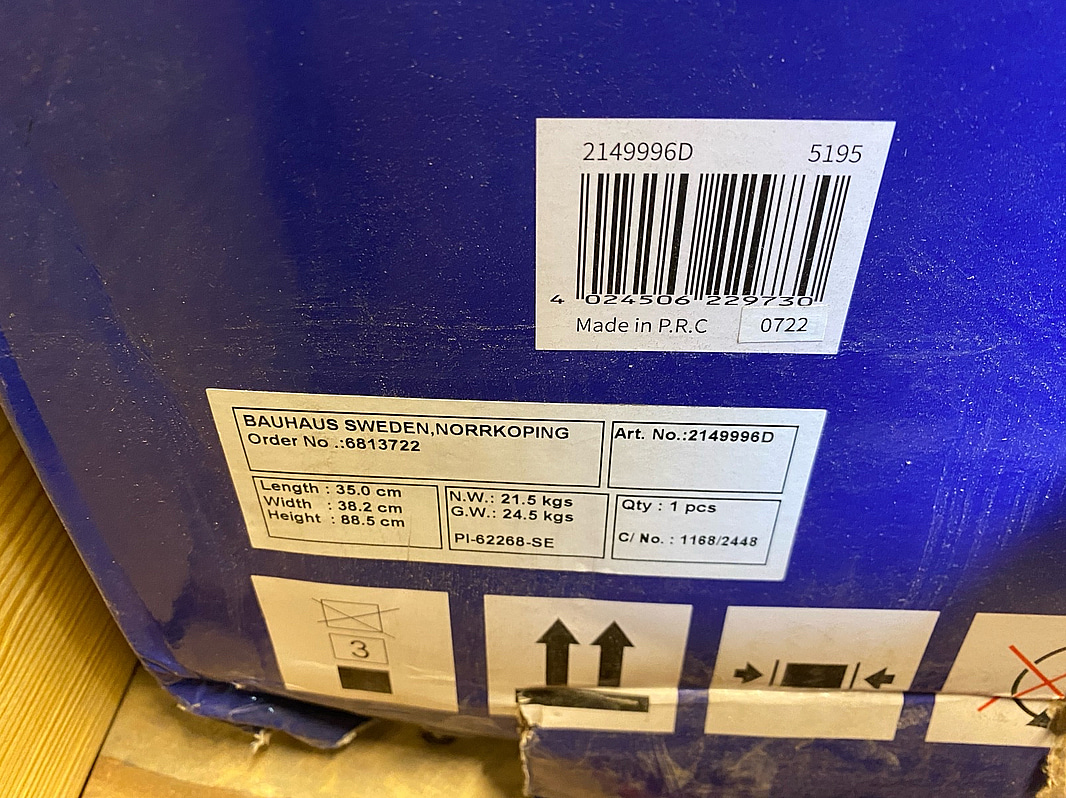 2149996D 5195
4 024506 229730
Made in P.R.C 0722
BAUHAUS SWEDEN,NORRKOPING
Order No .:6813722
Art. No.:2149996D
Length : 35.0 cm
Width : 38.2 cm
Height : 88.5 cm
N.W.: 21.5 kgs
G.W.: 24.5 kgs
PI-62268-SE
Qty : 1 pcs
C/ No. : 1168/2448
3